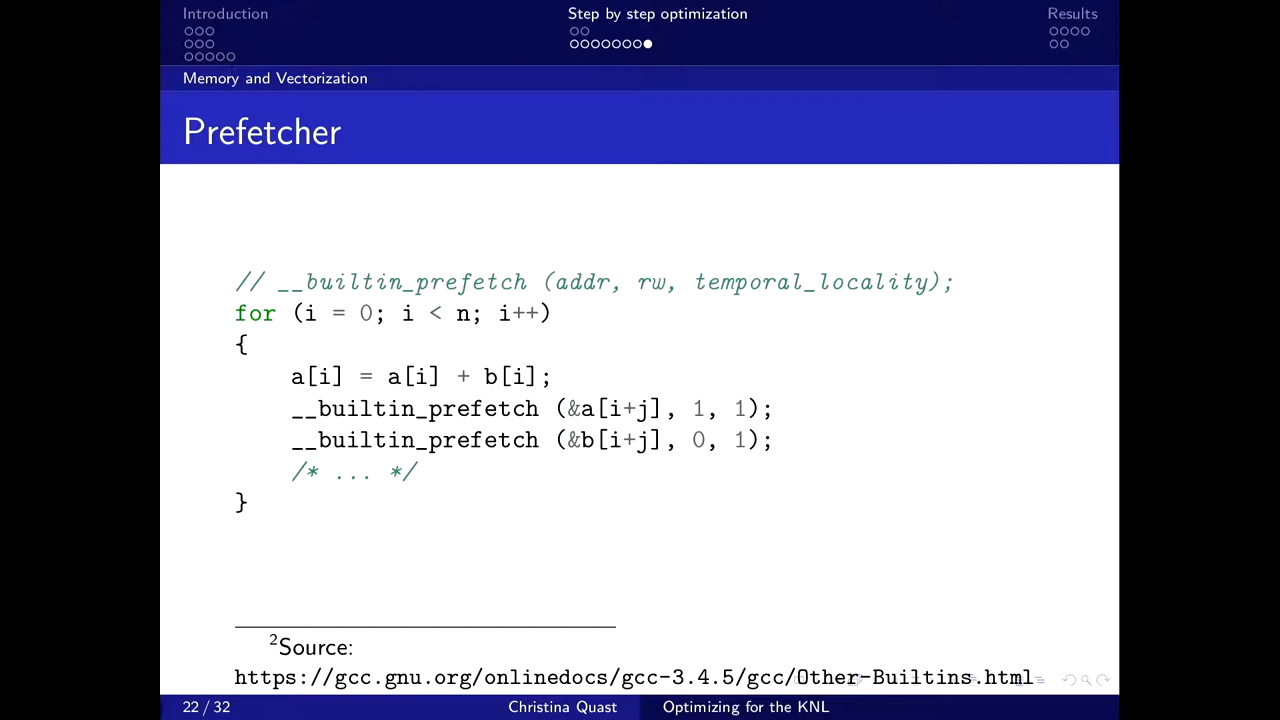 Introduction
Step by step optimization
Results
Memory and Vectorization
Prefetcher
// __builtin_prefetch (addr, rw, temporal_locality);
for (i = 0; i < n; i++)
{
a[i] = a[i] + b[i];
__builtin_prefetch (&a[i+j], 1, 1);
__builtin_prefetch (&b[i+j], 0, 1);
/* ... */
}
2Source:
https://gcc.gnu.org/onlinedocs/gcc-3.4.5/gcc/Other-Builtins.html
22 / 32
Christina Quast
Optimizing for the KNL